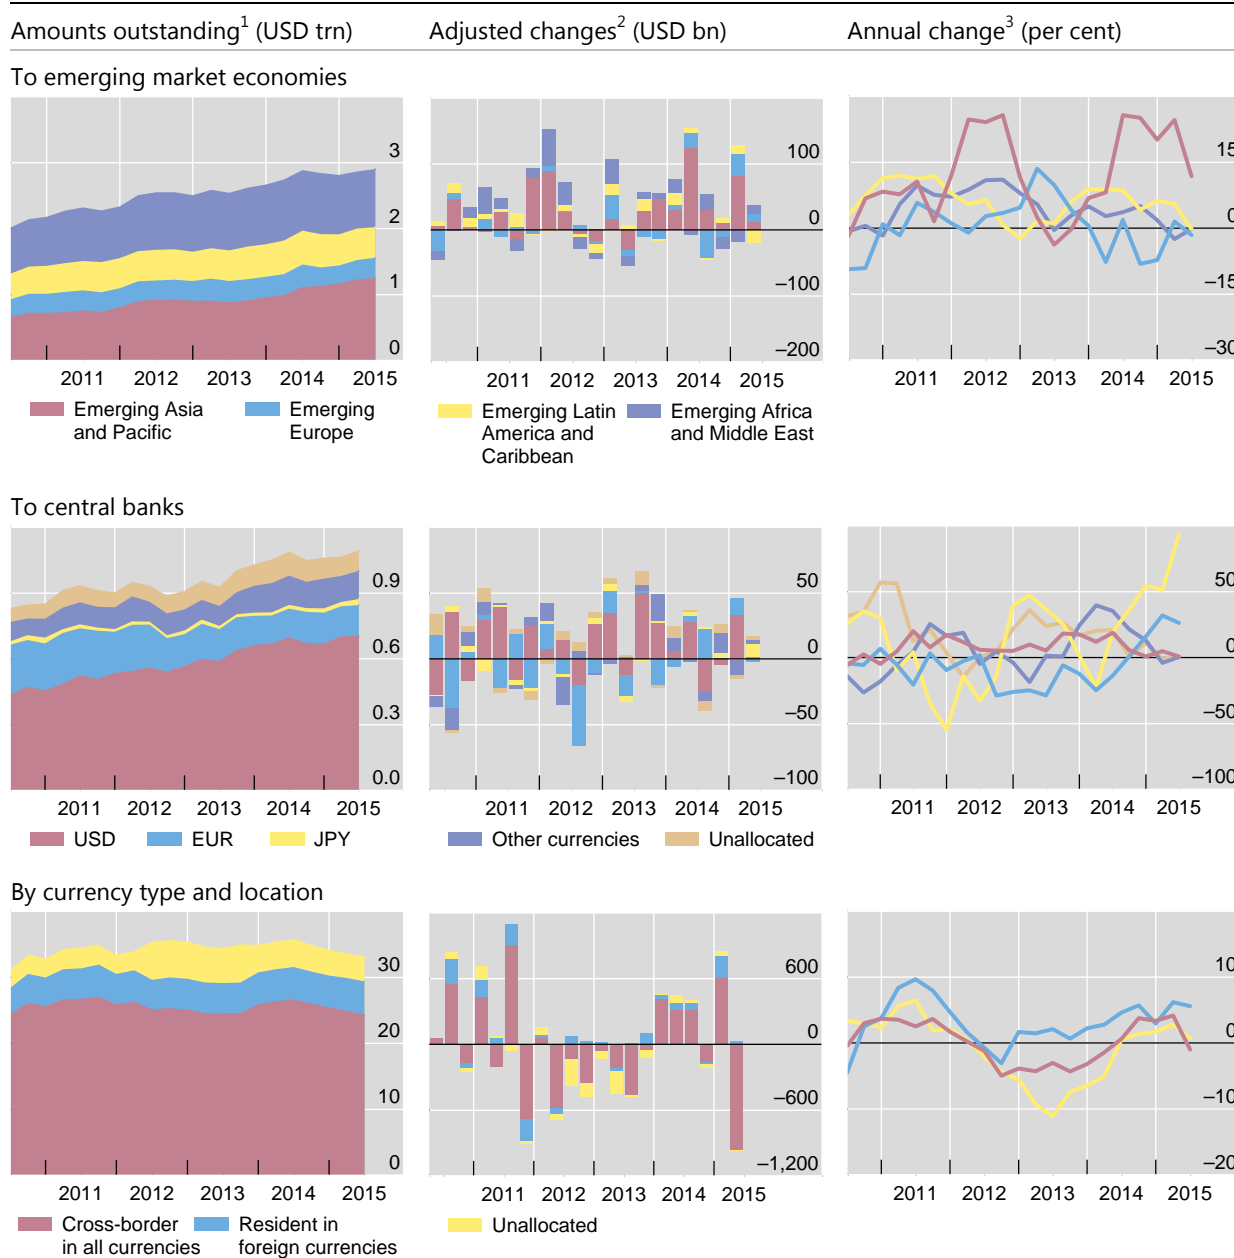 Amounts outstanding1 (USD trn) Adjusted changes2 (USD bn) Annual change3 (per cent)
To emerging market economies
3
2
1
0
2011 2012 2013 2014 2015
100
0
–100
–200
2011 2012 2013 2014 2015
15
0
–15
–30
2011 2012 2013 2014 2015
Emerging Asia
and Pacific
Emerging
Europe
Emerging Latin
America and
Caribbean
Emerging Africa
and Middle East
To central banks
0.9
0.6
0.3
0.0
2011 2012 2013 2014 2015
50
0
–50
–100
2011 2012 2013 2014 2015
50
0
–50
–100
2011 2012 2013 2014 2015
USD EUR JPY Other currencies Unallocated
By currency type and location
30
20
10
0
2011 2012 2013 2014 2015
600
0
–600
–1,200
2011 2012 2013 2014 2015
10
0
–10
–20
2011 2012 2013 2014 2015
Cross-border
in all currencies
Resident in
foreign currencies
Unallocated